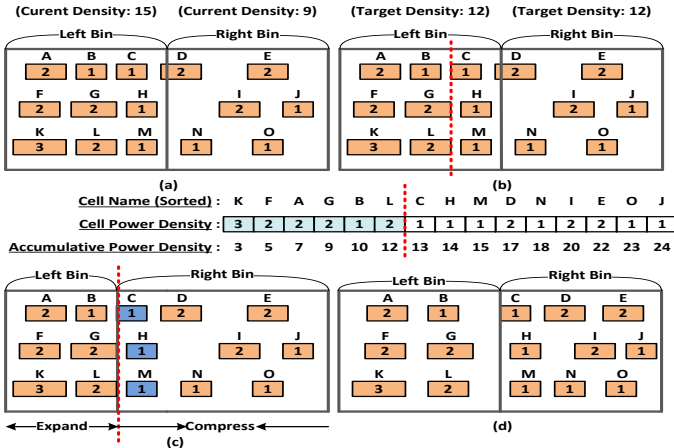 (Curent Density: 15) (Current Density: 9) (Target Density: 12) (Target Density: 12)
Left Bin Right Bin Left Bin Right Bin
A B C D E A B C D E
2 1 1 2 2 2 1 1 2 2
F G H I J F G H I J
2 2 1 2 1 2 2 1 2 1
K L M N O K L M N O
3 2 1 1 1 3 2 1 1 1
(a) (b)
Cell Name (Sorted) : K F A G B L C H M D N I E O J
Cell Power Density : 3 2 2 2 1 2 1 1 1 2 1 2 2 1 1
Accumulative Power Density : 3 5 7 9 10 12 13 14 15 17 18 20 22 23 24
Left Bin Right Bin Left Bin Right Bin
A B C D E A B C D E
2 1 1 2 2 2 1 1 2 2
F G H I J F G H I J
2 2 1 2 1 2 2 1 2 1
K L M N O K L M N O
3 2 1 1 1 3 2 1 1 1
Expand Compress
(c) (d)